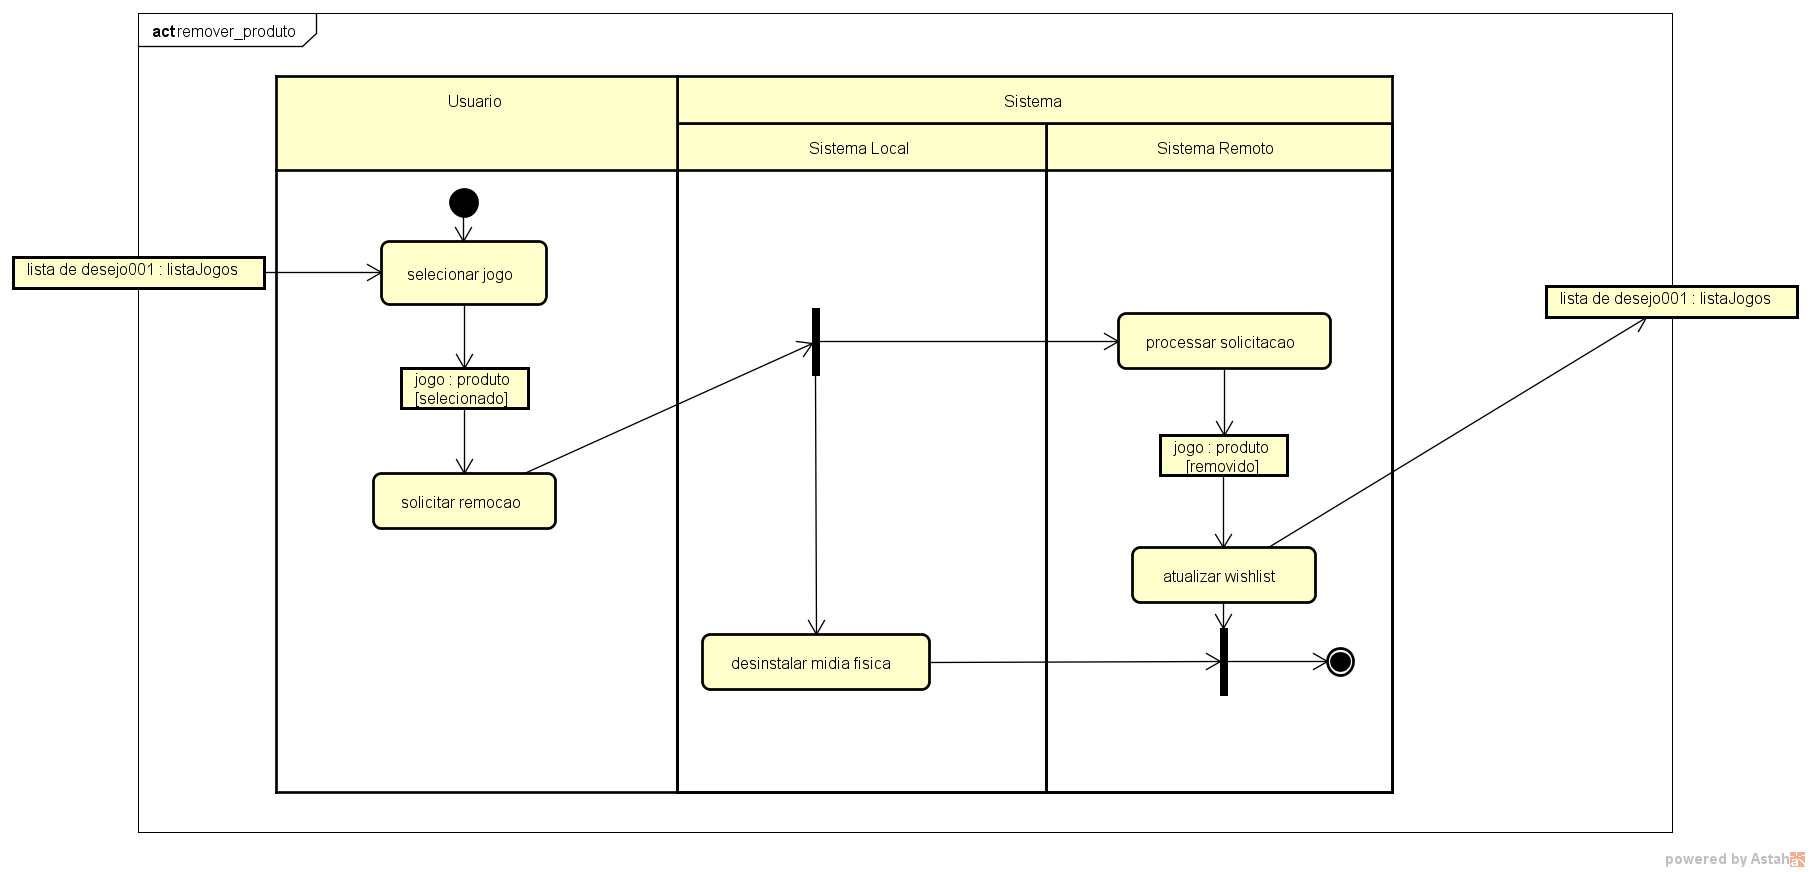 act remover_produto
Usuario
Sistema
Sistema Local
Sistema Remoto
lista de desejo001 : listaJogos
selecionar jogo
lista de desejo001 : listaJogos
processar solicitacao
jogo : produto
[selecionado]
jogo : produto
[removido]
solicitar remocao
atualizar wishlist
desinstalar midia fisica
powered by Astah